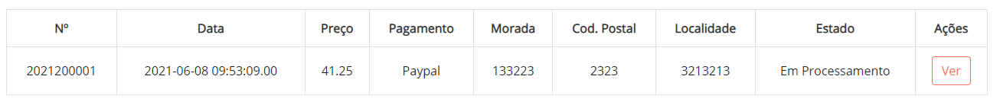 Nº Data Preço Pagamento Morada Cod. Postal Localidade Estado Ações
2021200001 2021-06-08 09:53:09.00 41.25 Paypal 133223 2323 3213213 Em Processamento Ver